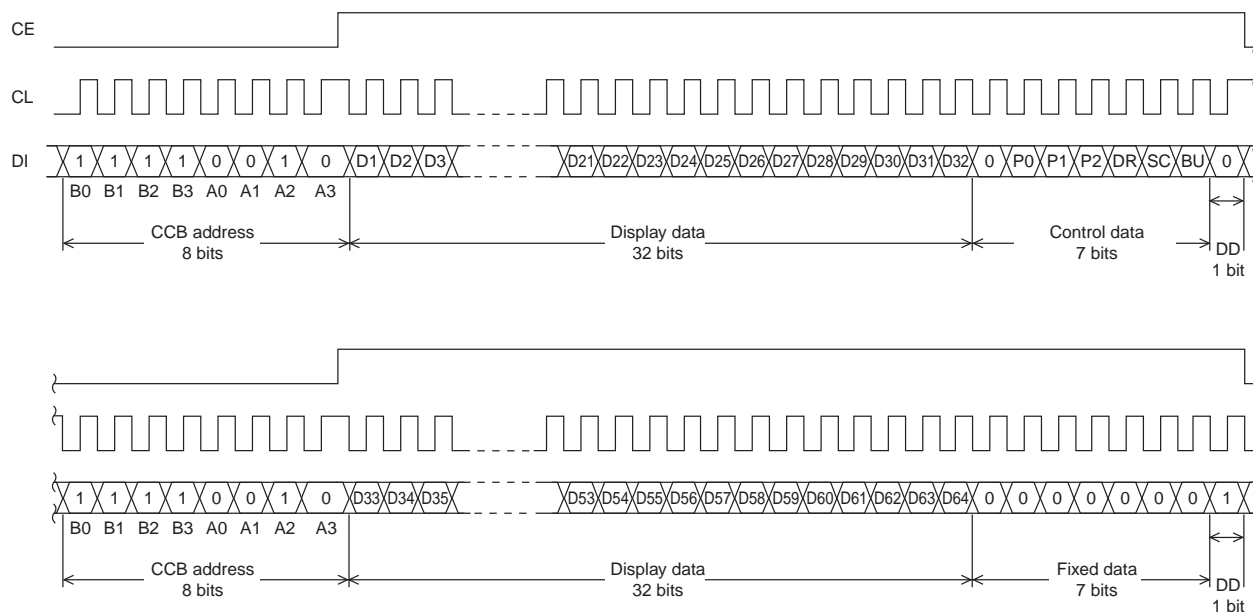 CE
CL
DI 1 1 1 1 0 0 1 0 D1 D2 D3 D21 D22 D23 D24 D25 D26 D27 D28 D29 D30 D31 D32 0 P0 P1 P2 DR SC BU 0
B0 B1 B2 B3 A0 A1 A2 A3
CCB address Display data Control data
8 bits 32 bits 7 bits DD
1 bit
1 1 1 1 0 0 1 0 D33 D34 D35 D53 D54 D55 D56 D57 D58 D59 D60 D61 D62 D63 D64 0 0 0 0 0 0 0 1
B0 B1 B2 B3 A0 A1 A2 A3
CCB address Display data Fixed data
8 bits 32 bits 7 bits DD
1 bit